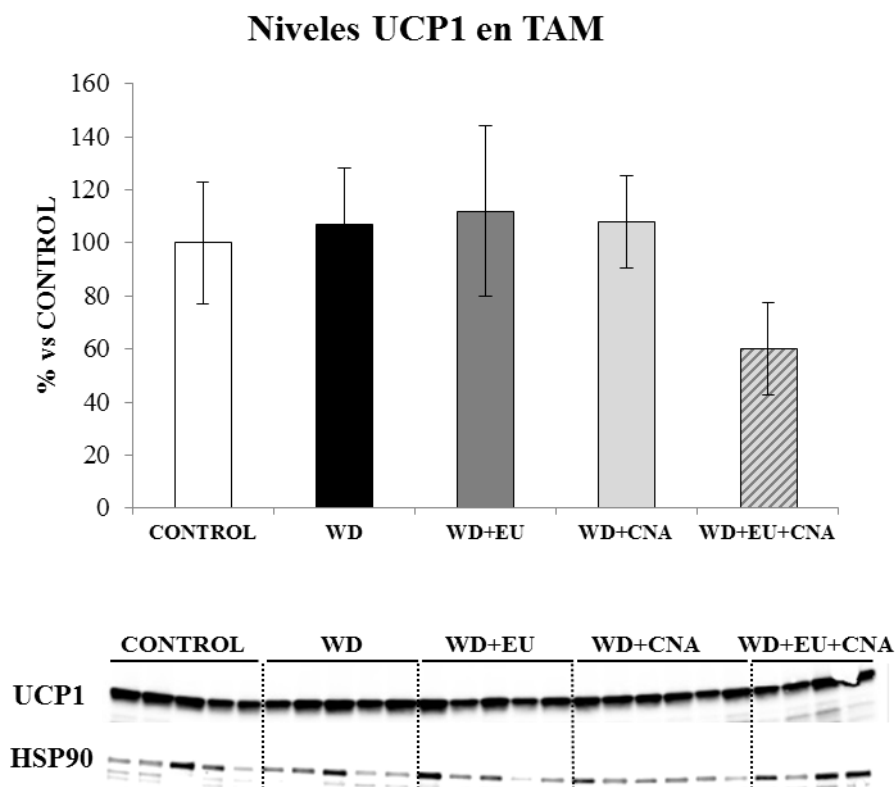 Niveles UCP1 en TAM
% vs CONTROL
160
140
120
100
80
60
40
20
0
CONTROL WD WD+EU WD+CNA WD+EU+CNA
CONTROL WD WD+EU WD+CNA WD+EU+CNA
UCP1
HSP90